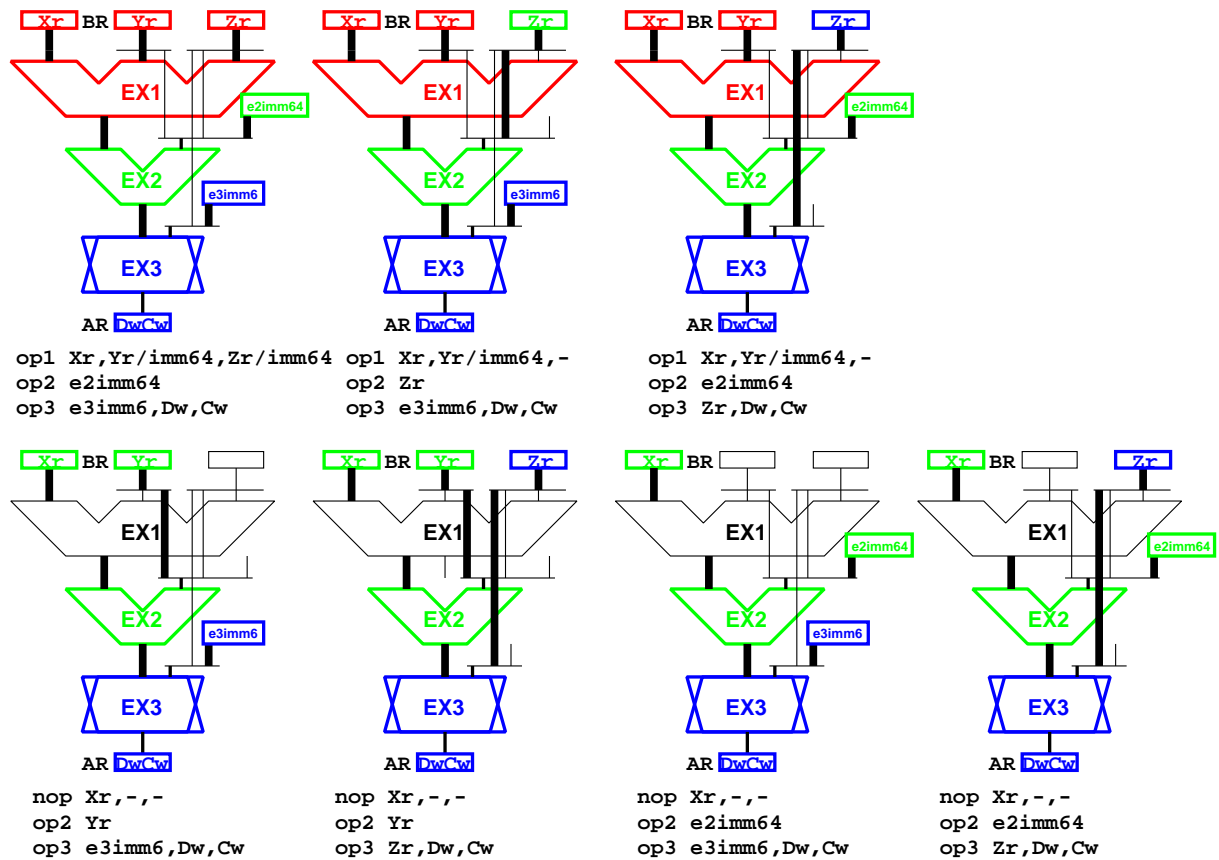 Xr BR Yr Zr
EX1
e2imm64
EX2
e3imm6
EX3
AR DwCw
op1 Xr,Yr/imm64,Zr/imm64
op2 e2imm64
op3 e3imm6,Dw,Cw
Xr BR Yr Zr
EX1
EX2
e3imm6
EX3
AR DwCw
op1 Xr,Yr/imm64,-
op2 Zr
op3 e3imm6,Dw,Cw
Xr BR Yr Zr
EX1
e2imm64
EX2
EX3
AR DwCw
op1 Xr,Yr/imm64,-
op2 e2imm64
op3 Zr,Dw,Cw
Xr BR Yr
EX1
EX2
e3imm6
EX3
AR DwCw
nop Xr,-,-
op2 Yr
op3 e3imm6,Dw,Cw
Xr BR Yr Zr
EX1
EX2
EX3
AR DwCw
nop Xr,-,-
op2 Yr
op3 Zr,Dw,Cw
Xr BR
EX1
e2imm64
EX2
e3imm6
EX3
AR DwCw
nop Xr,-,-
op2 e2imm64
op3 e3imm6,Dw,Cw
Xr BR Zr
EX1
e2imm64
EX2
EX3
AR DwCw
nop Xr,-,-
op2 e2imm64
op3 Zr,Dw,Cw